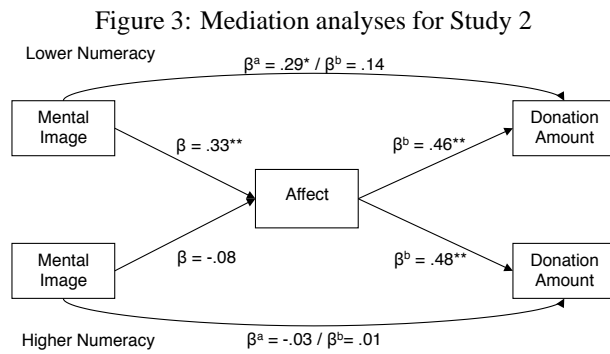 Figure 3: Mediation analyses for Study 2
Lower Numeracy
βᵃ = .29* / βᵇ = .14
Mental
Image
Donation
Amount
β = .33**
βᵇ = .46**
Affect
β = -.08
βᵇ = .48**
Mental
Image
Donation
Amount
Higher Numeracy
βᵃ = -.03 / βᵇ= .01